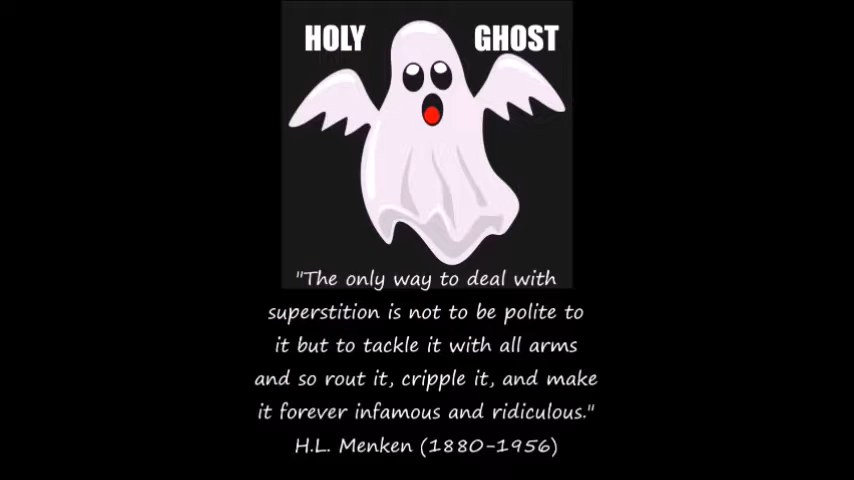 HOLY GHOST
"The only way to deal with
superstition is not to be polite to
it but to tackle it with all arms
and so rout it, cripple it, and make
it forever infamous and ridiculous."
H.L. Menken (1880-1956)